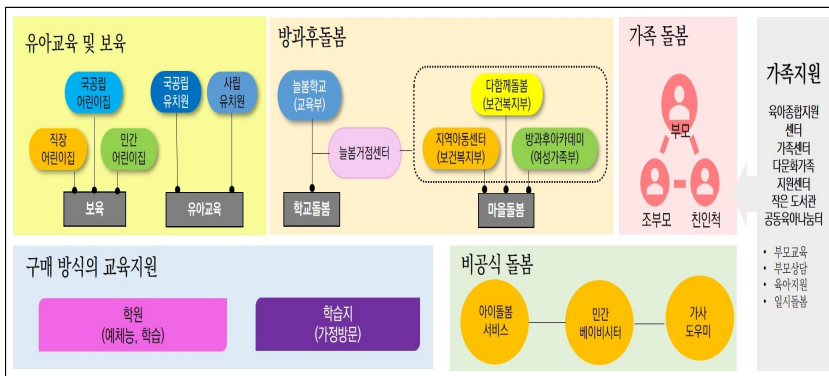 유아교육 및 보육
국공립
어린이집
국공립
유치원
사립
유치원
직장
어린이집
민간
어린이집
보육
유아교육
방과후돌봄
늘봄학교
(교육부)
늘봄거점센터
다함께돌봄
(보건복지부)
지역아동센터
(보건복지부)
방과후아카데미
(여성가족부)
학교돌봄
마을돌봄
가족 돌봄
부모
조부모
친인척
가족지원
육아종합지원
센터
가족센터
다문화가족
지원센터
작은 도서관
공동육아나눔터
• 부모교육
• 부모상담
• 육아지원
• 일시돌봄
구매 방식의 교육지원
학원
(예체능, 학습)
학습지
(가정방문)
비공식 돌봄
아이돌봄
서비스
민간
베이비시터
가사
도우미